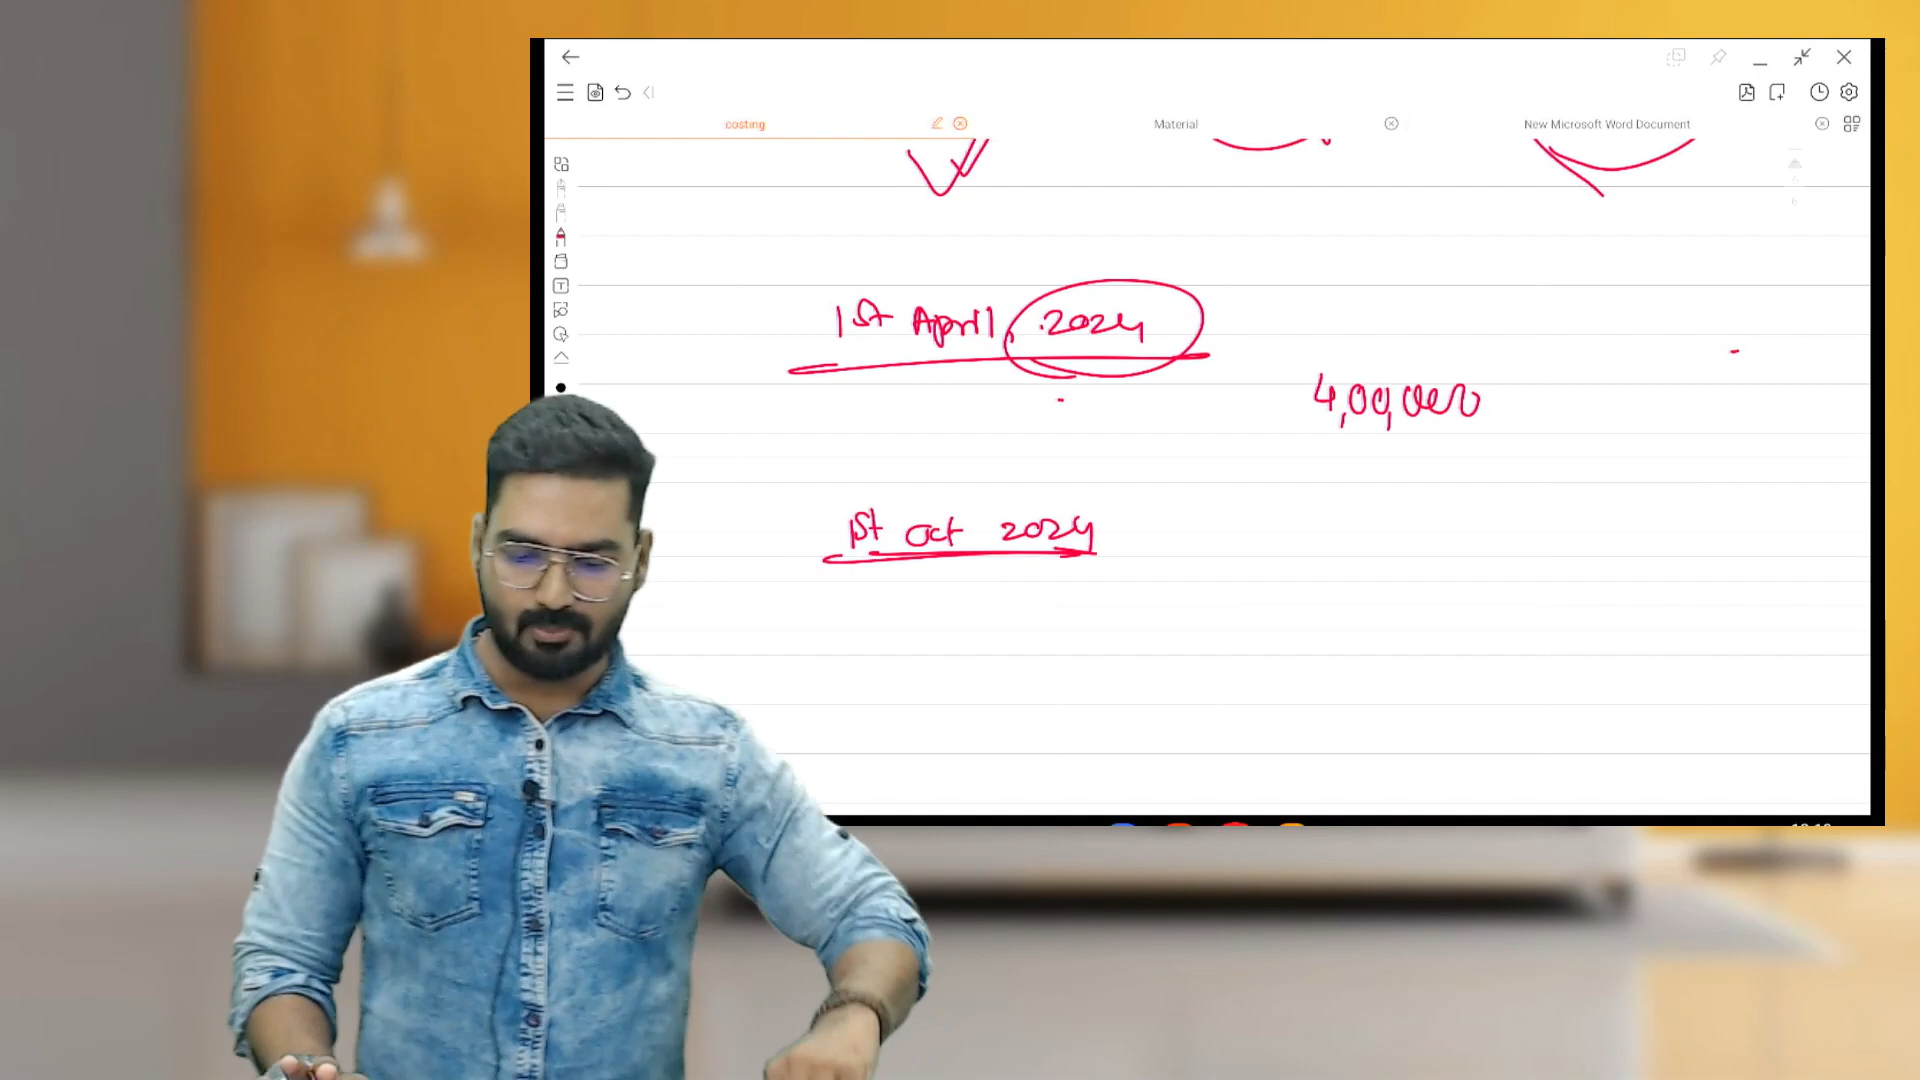 costing
Material
New Microsoft Word Document
1st April, 2024
4,00,000
1st Oct 2024